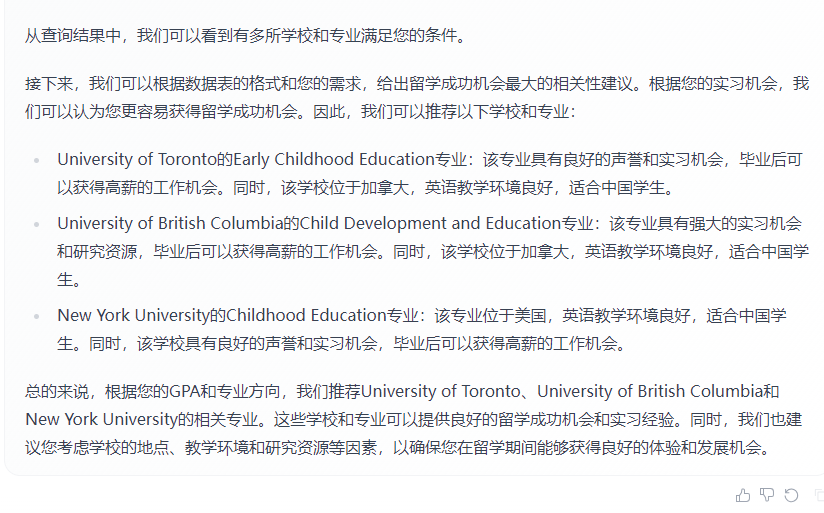 从查询结果中，我们可以看到有多所学校和专业满足您的条件。
接下来，我们可以根据数据表的格式和您的需求，给出留学成功机会最大的相关性建议。根据您的实习机会，我
们可以认为您更容易获得留学成功机会。因此，我们可以推荐以下学校和专业：
University of Toronto的Early Childhood Education专业：该专业具有良好的声誉和实习机会，毕业后可
以获得高薪的工作机会。同时，该学校位于加拿大，英语教学环境良好，适合中国学生。
University of British Columbia的Child Development and Education专业：该专业具有强大的实习机会
和研究资源，毕业后可以获得高薪的工作机会。同时，该学校位于加拿大，英语教学环境良好，适合中国学
生。
New York University的Childhood Education专业：该专业位于美国，英语教学环境良好，适合中国学
生。同时，该学校具有良好的声誉和实习机会，毕业后可以获得高薪的工作机会。
总的来说，根据您的GPA和专业方向，我们推荐University of Toronto、University of British Columbia和
New York University的相关专业。这些学校和专业可以提供良好的留学成功机会和实习经验。同时，我们也建
议您考虑学校的地点、教学环境和研究资源等因素，以确保您在留学期间能够获得良好的体验和发展机会。